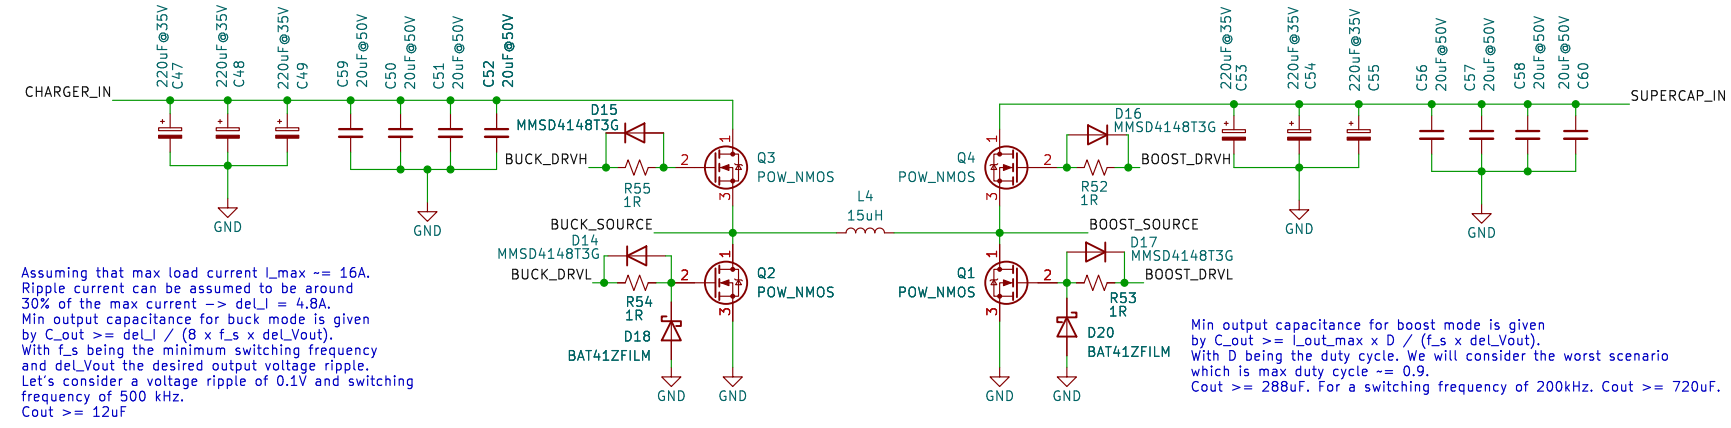 220uF@35V
C47
220uF@35V
C48
220uF@35V
C49
C59
20uF@50V
C50
20uF@50V
C51
20uF@50V
C52
20uF@50V
220uF@35V
C53
220uF@35V
C54
220uF@35V
C55
C56
20uF@50V
C57
20uF@50V
C58
20uF@50V
20uF@50V
C60
CHARGER_IN
SUPERCAP_IN
+
+
+
+
+
+
D15
MMSD4148T3G
BUCK_DRVH
R55
1R
2
1
3
Q3
POW_NMOS
D16
MMSD4148T3G
BOOST_DRVH
R52
1R
2
1
3
Q4
POW_NMOS
GND
GND
GND
GND
L4
15uH
BUCK_SOURCE
BOOST_SOURCE
D14
MMSD4148T3G
BUCK_DRVL
R54
1R
2
1
3
Q2
POW_NMOS
D18
BAT41ZFILM
GND
GND
D17
MMSD4148T3G
BOOST_DRVL
R53
1R
2
1
3
Q1
POW_NMOS
D20
BAT41ZFILM
GND
GND
Assuming that max load current I_max ~= 16A.
Ripple current can be assumed to be around
30% of the max current -> del_I = 4.8A.
Min output capacitance for buck mode is given
by C_out >= del_I / (8 x f_s x del_Vout).
With f_s being the minimum switching frequency
and del_Vout the desired output voltage ripple.
Let's consider a voltage ripple of 0.1V and switching
frequency of 500 kHz.
Cout >= 12uF
Min output capacitance for boost mode is given
by C_out >= I_out_max x D / (f_s x del_Vout).
With D being the duty cycle. We will consider the worst scenario
which is max duty cycle ~= 0.9.
Cout >= 288uF. For a switching frequency of 200kHz. Cout >= 720uF.